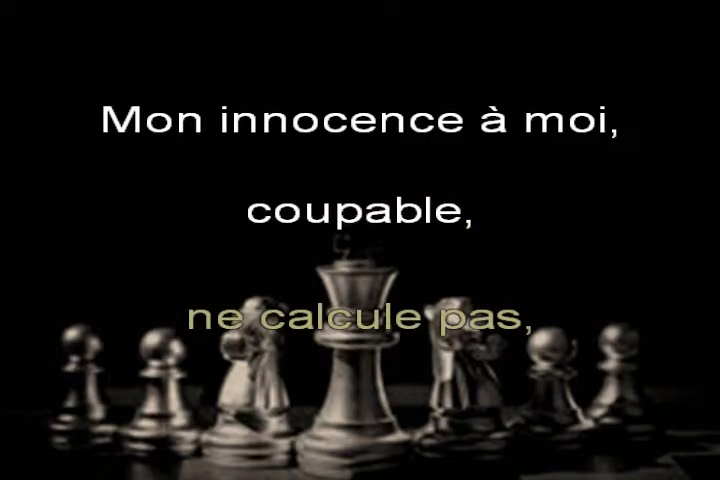 Mon innocence à moi,
coupable,
ne calcule pas,